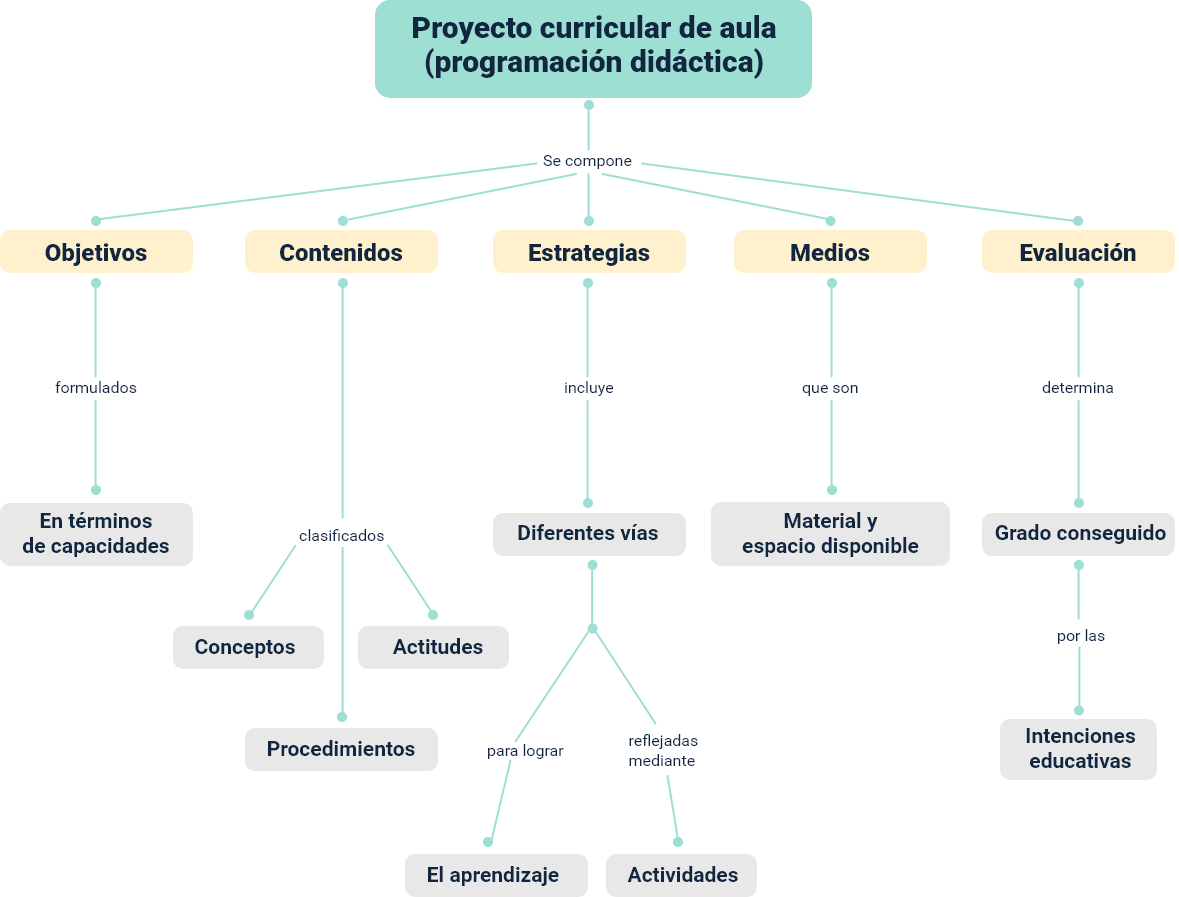 Proyecto curricular de aula
(programación didáctica)
Se compone
Objetivos
Contenidos
Estrategias
Medios
Evaluación
formulados
incluye
que son
determina
En términos
de capacidades
clasificados
Diferentes vías
Material y
espacio disponible
Grado conseguido
Conceptos
Actitudes
por las
Procedimientos
para lograr
reflejadas
mediante
Intenciones
educativas
El aprendizaje
Actividades